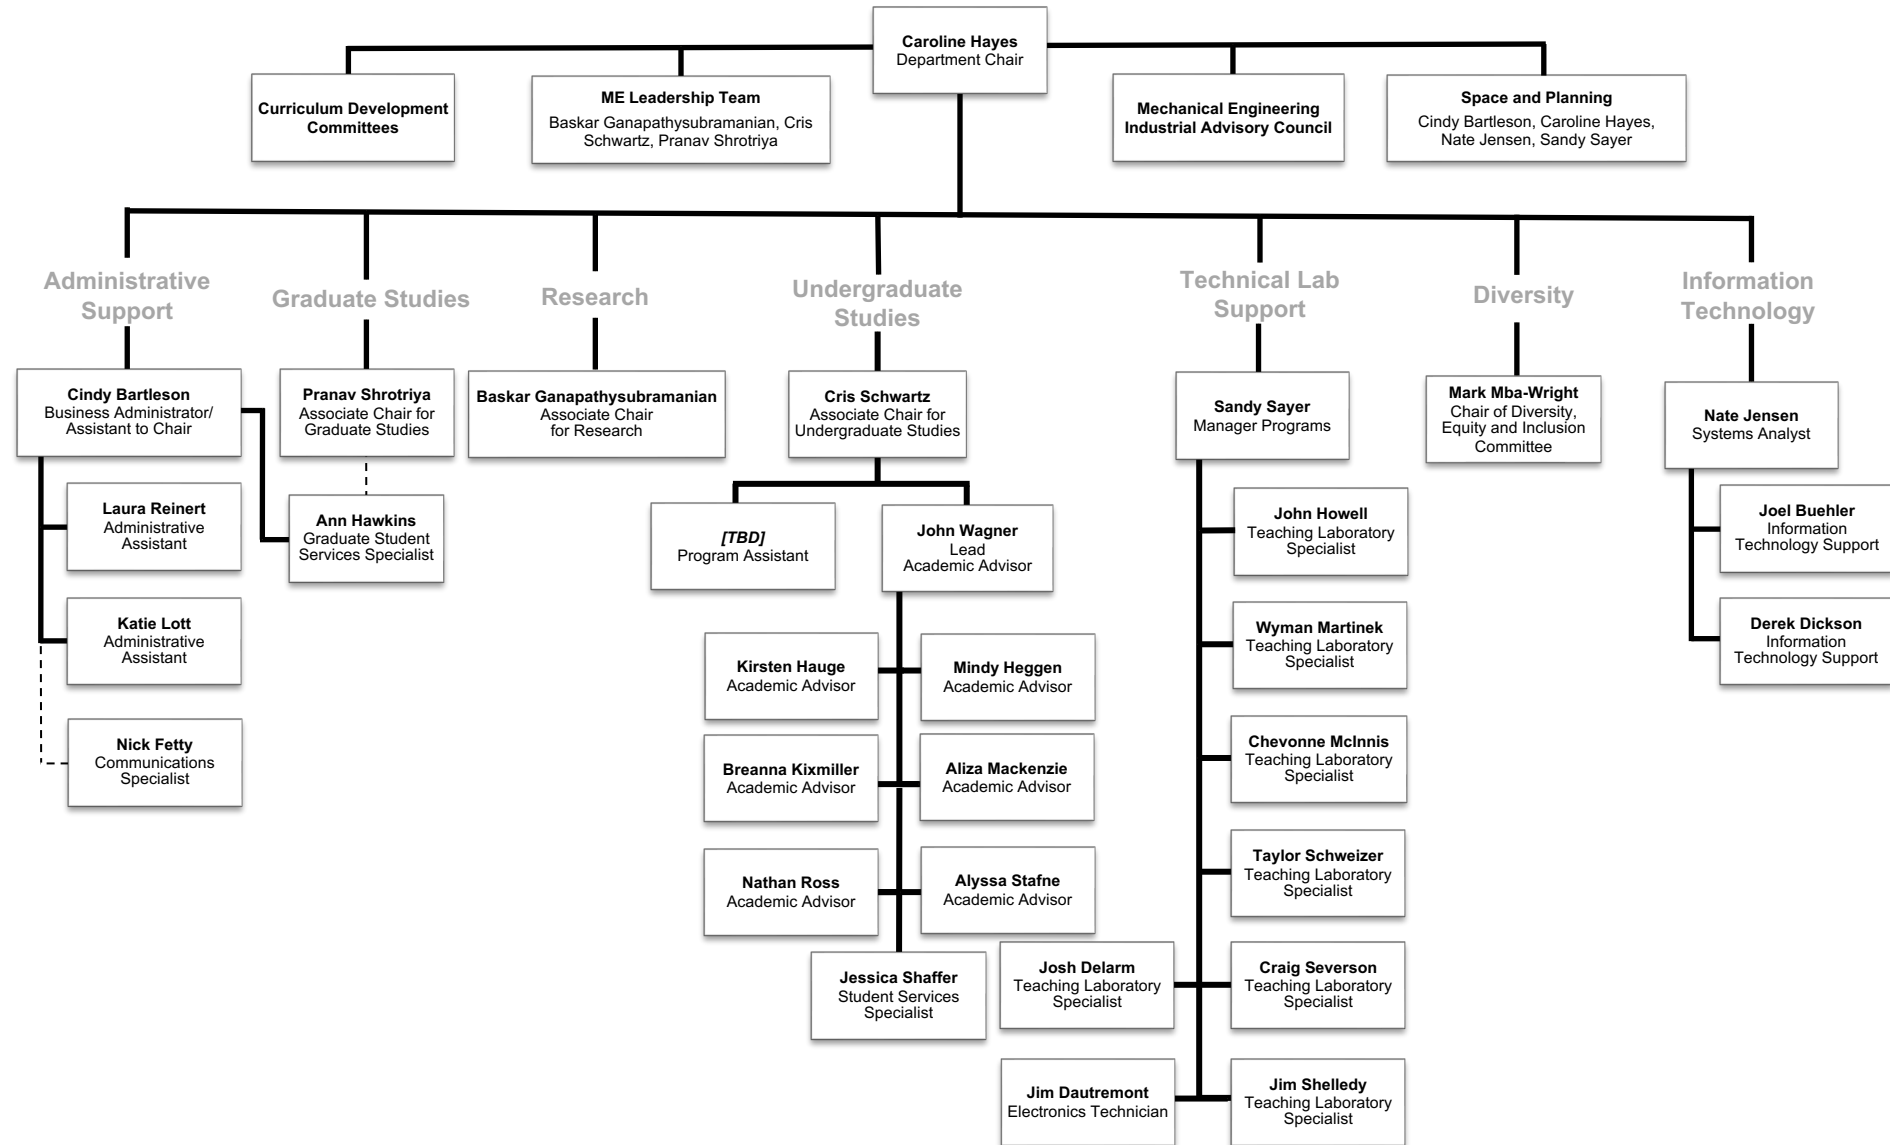 Caroline Hayes
Department Chair
Curriculum Development
Committees
ME Leadership Team
Baskar Ganapathysubramanian, Cris
Schwartz, Pranav Shrotriya
Mechanical Engineering
Industrial Advisory Council
Space and Planning
Cindy Bartleson, Caroline Hayes,
Nate Jensen, Sandy Sayer
Administrative
Support
Graduate Studies
Research
Undergraduate
Studies
Technical Lab
Support
Diversity
Information
Technology
Cindy Bartleson
Business Administrator/
Assistant to Chair
Pranav Shrotriya
Associate Chair for
Graduate Studies
Baskar Ganapathysubramanian
Associate Chair
for Research
Cris Schwartz
Associate Chair for
Undergraduate Studies
Sandy Sayer
Manager Programs
Mark Mba-Wright
Chair of Diversity,
Equity and Inclusion
Committee
Nate Jensen
Systems Analyst
Laura Reinert
Administrative
Assistant
Ann Hawkins
Graduate Student
Services Specialist
Katie Lott
Administrative
Assistant
Nick Fetty
Communications
Specialist
[TBD]
Program Assistant
John Wagner
Lead
Academic Advisor
Kirsten Hauge
Academic Advisor
Mindy Heggen
Academic Advisor
Breanna Kixmiller
Academic Advisor
Aliza Mackenzie
Academic Advisor
Nathan Ross
Academic Advisor
Alyssa Stafne
Academic Advisor
Jessica Shaffer
Student Services
Specialist
John Howell
Teaching Laboratory
Specialist
Wyman Martinek
Teaching Laboratory
Specialist
Chevonne McInnis
Teaching Laboratory
Specialist
Taylor Schweizer
Teaching Laboratory
Specialist
Josh Delarm
Teaching Laboratory
Specialist
Craig Severson
Teaching Laboratory
Specialist
Jim Dautremont
Electronics Technician
Jim Shelledy
Teaching Laboratory
Specialist
Joel Buehler
Information
Technology Support
Derek Dickson
Information
Technology Support